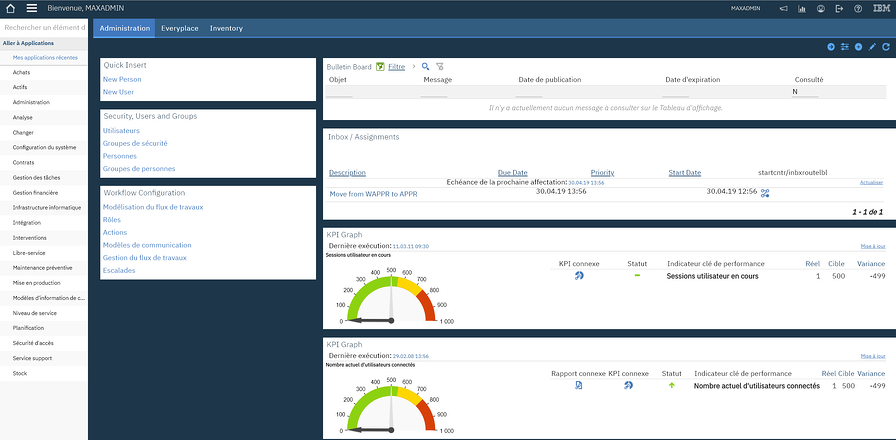 Bienvenue, MAXADMIN
MAXADMIN
IBM
Rechercher un élément d
Administration Everyplace Inventory
Aller à Applications
Mes applications récentes
Achats
Actifs
Administration
Analyse
Changer
Configuration du système
Contrats
Gestion des tâches
Gestion financière
Infrastructure informatique
Intégration
Interventions
Libre-service
Maintenance préventive
Mise en production
Modèles d'information de c...
Niveau de service
Planification
Sécurité d'accès
Service support
Stock
Quick Insert
New Person
New User
Security, Users and Groups
Utilisateurs
Groupes de sécurité
Personnes
Groupes de personnes
Workflow Configuration
Modélisation du flux de travaux
Rôles
Actions
Modèles de communication
Gestion du flux de travaux
Escalades
Bulletin Board Filtre
Objet Message Date de publication Date d'expiration Consulté
N
Il n'y a actuellement aucun message à consulter sur le Tableau d'affichage.
Inbox / Assignments
Description Due Date Priority Start Date startcntr/inbxroutelbl
Echéance de la prochaine affectation: 30.04.19 13:56 Actualiser
Move from WAPPR to APPR 30.04.19 13:56 30.04.19 12:56
1 - 1 de 1
KPI Graph
Dernière exécution: 11.03.11 09:30 Mise à jour
Sessions utilisateur en cours
0 100 200 300 400 500 600 700 800 900 1 000
KPI connexe Statut Indicateur clé de performance Réel Cible Variance
Sessions utilisateur en cours 1 500 -499
KPI Graph
Dernière exécution: 29.02.08 13:56 Mise à jour
Nombre actuel d'utilisateurs connectés
0 100 200 300 400 500 600 700 800 900 1 000
Rapport connexe KPI connexe Statut Indicateur clé de performance Réel Cible Variance
Nombre actuel d'utilisateurs connectés 1 500 -499